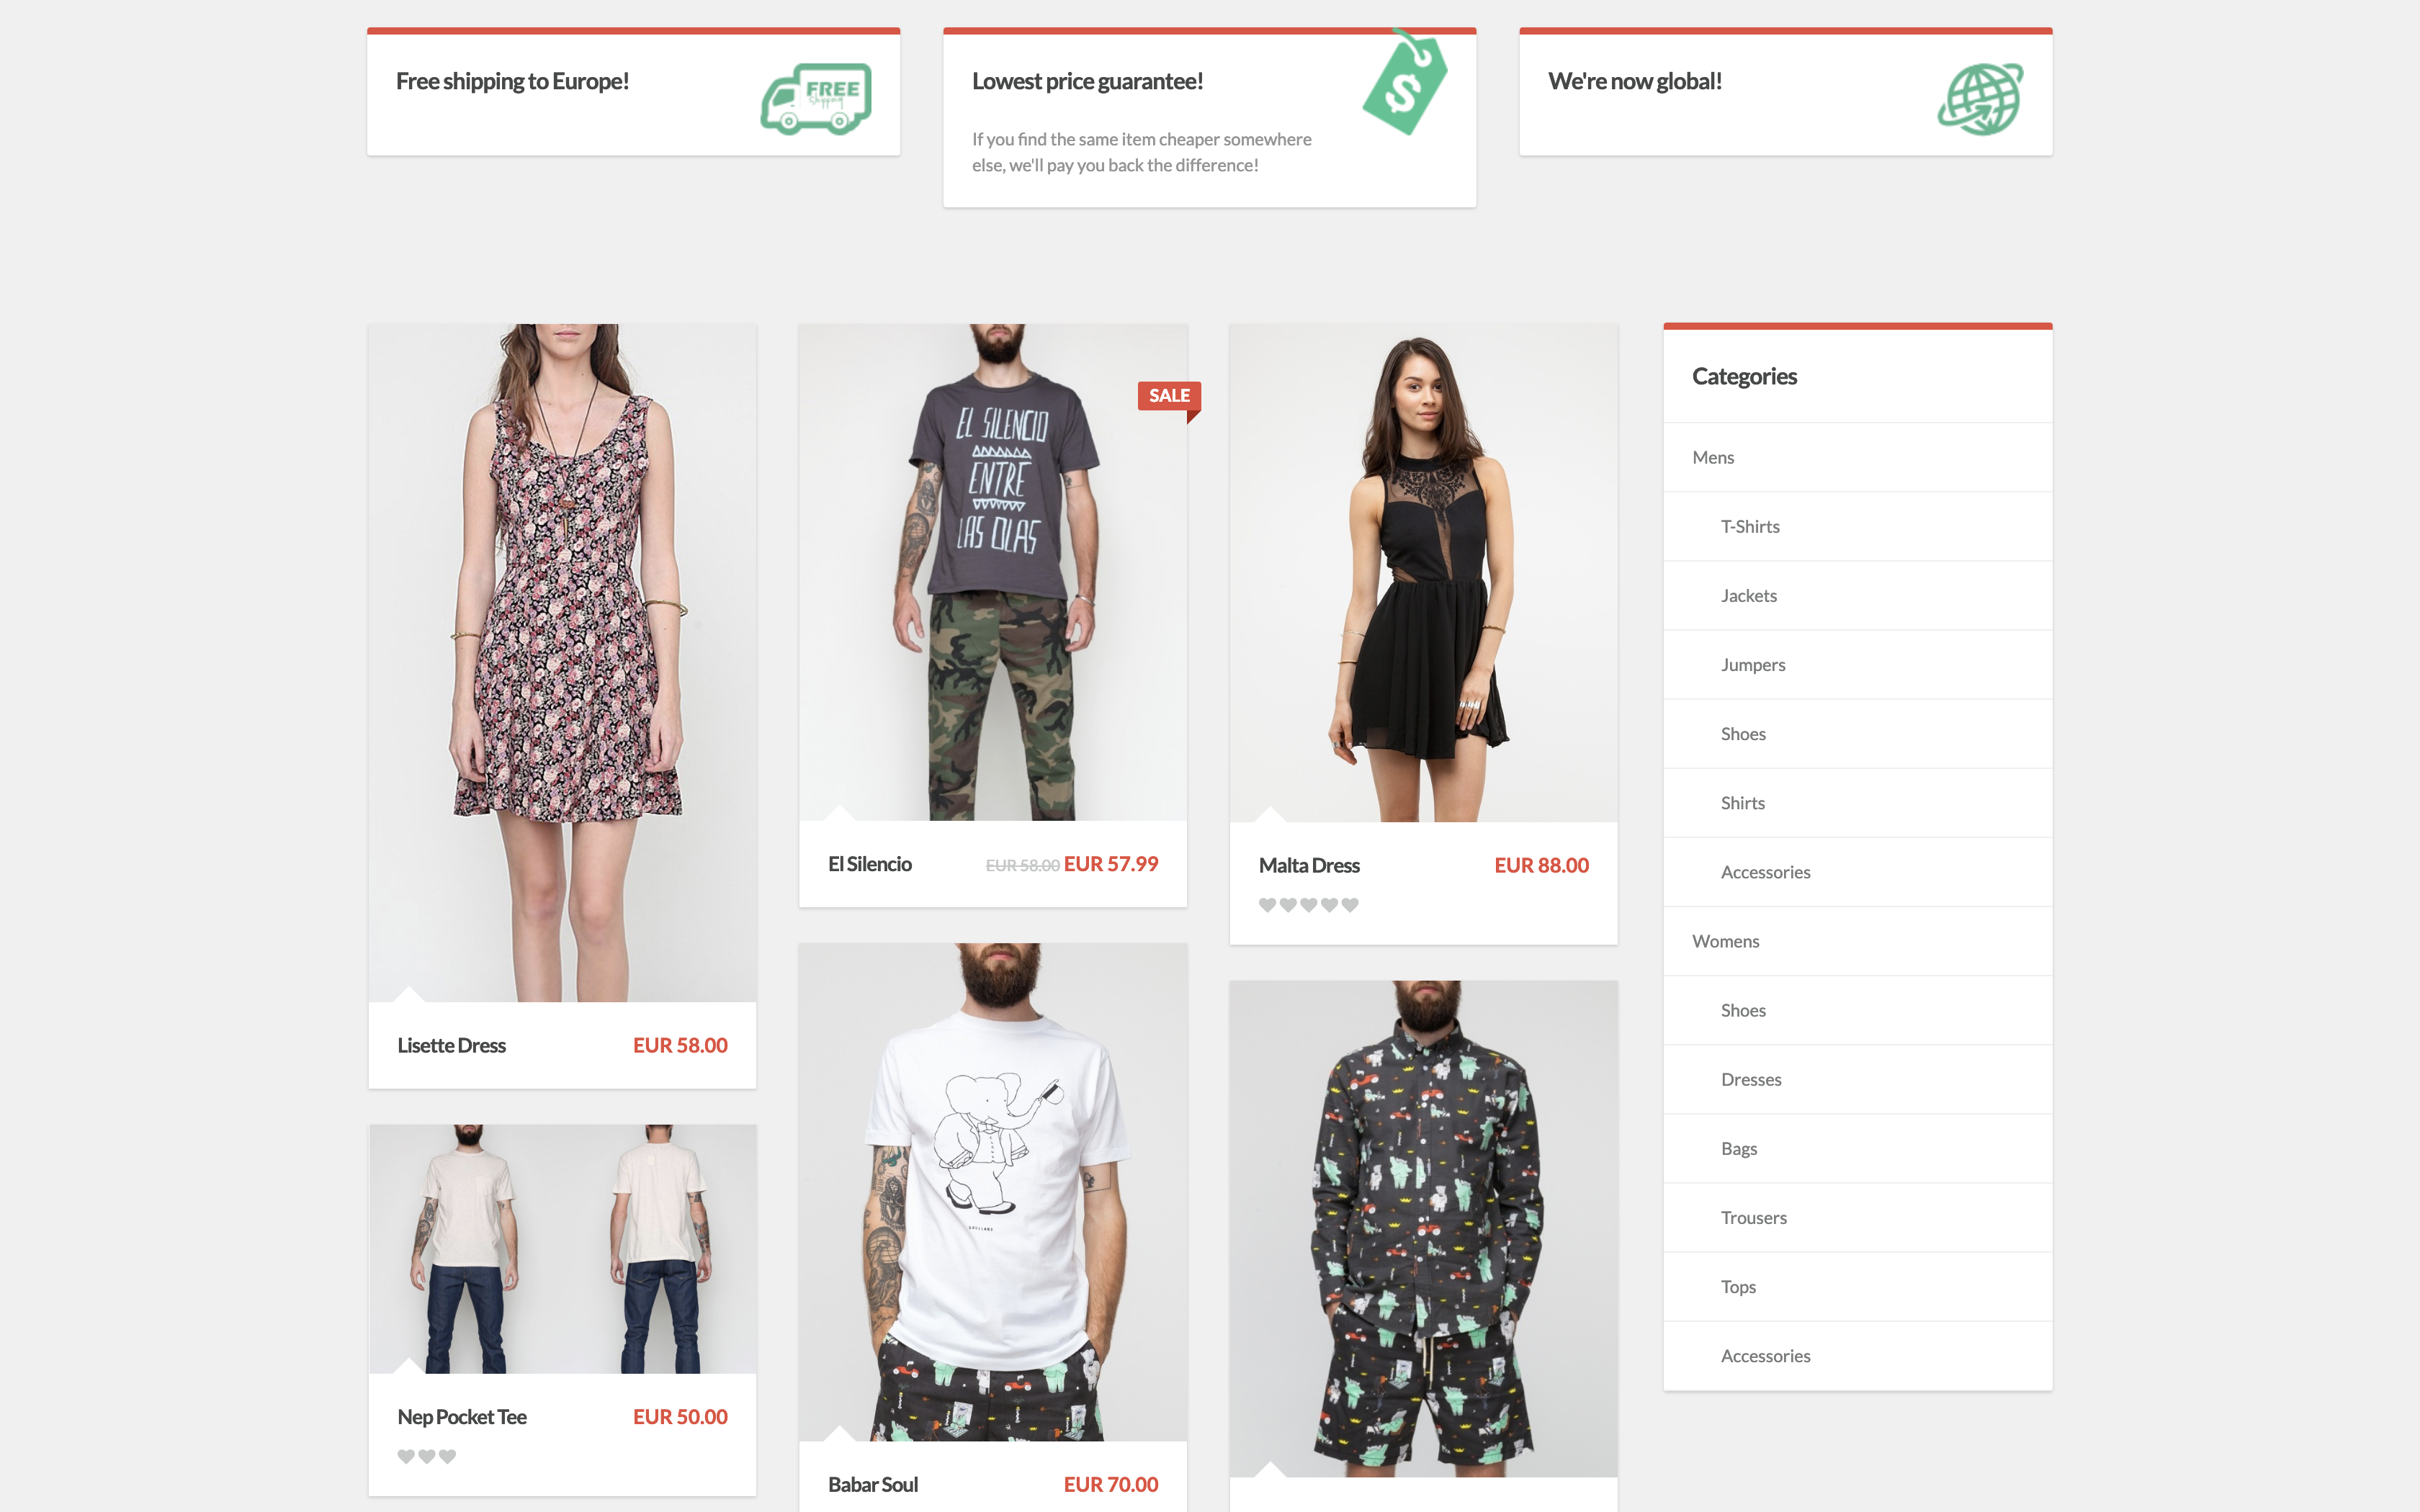 Free shipping to Europe!
FREE
Shipping
Lowest price guarantee!
$
If you find the same item cheaper somewhere
else, we'll pay you back the difference!
We're now global!
SALE
EL SILENCIO
ENTRE
LAS OLAS
El Silencio EUR 58.00 EUR 57.99
Malta Dress EUR 88.00
Lisette Dress EUR 58.00
Nep Pocket Tee EUR 50.00
Babar Soul EUR 70.00
Categories
Mens
T-Shirts
Jackets
Jumpers
Shoes
Shirts
Accessories
Womens
Shoes
Dresses
Bags
Trousers
Tops
Accessories